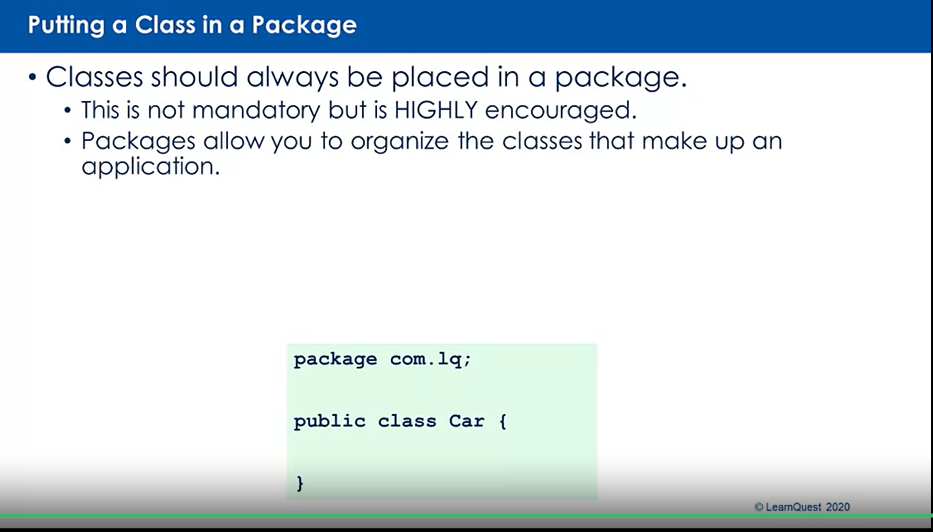 Putting a Class in a Package
• Classes should always be placed in a package.
• This is not mandatory but is HIGHLY encouraged.
• Packages allow you to organize the classes that make up an
application.
package com.lq;
public class Car {
}
© LearnQuest 2020